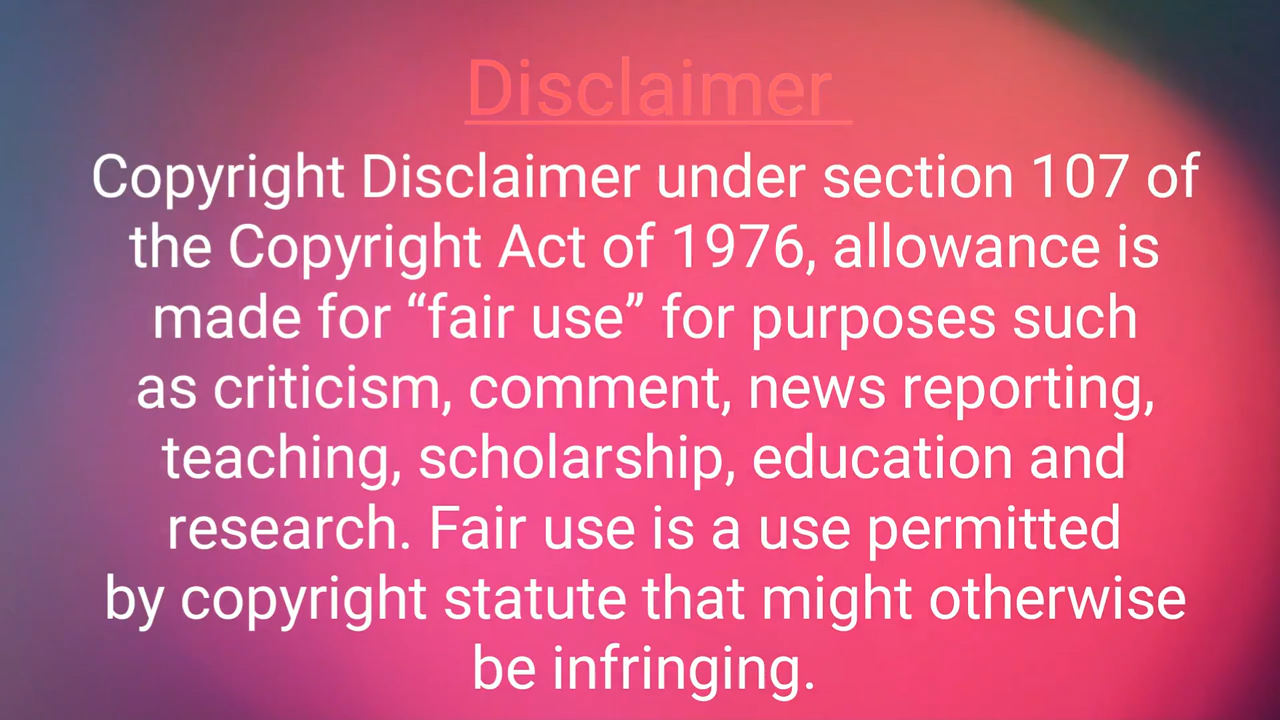 Disclaimer
Copyright Disclaimer under section 107 of
the Copyright Act of 1976, allowance is
made for “fair use” for purposes such
as criticism, comment, news reporting,
teaching, scholarship, education and
research. Fair use is a use permitted
by copyright statute that might otherwise
be infringing.